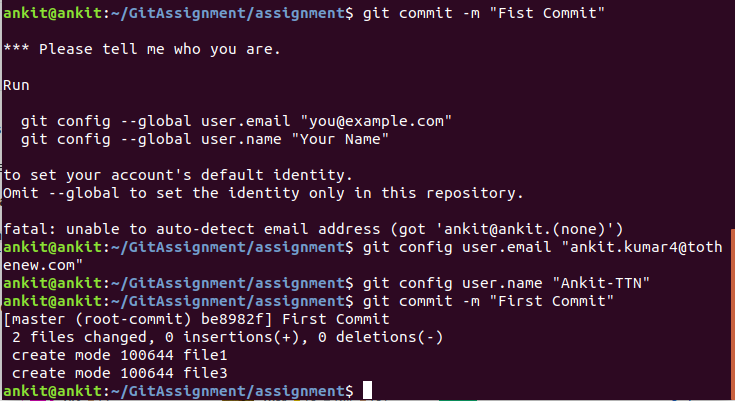 ankit@ankit:~/GitAssignment/assignment$ git commit -m "Fist Commit"
*** Please tell me who you are.
Run
git config --global user.email "you@example.com"
git config --global user.name "Your Name"
to set your account's default identity.
Omit --global to set the identity only in this repository.
fatal: unable to auto-detect email address (got 'ankit@ankit.(none)')
ankit@ankit:~/GitAssignment/assignment$ git config user.email "ankit.kumar4@toth
enew.com"
ankit@ankit:~/GitAssignment/assignment$ git config user.name "Ankit-TTN"
ankit@ankit:~/GitAssignment/assignment$ git commit -m "First Commit"
[master (root-commit) be8982f] First Commit
2 files changed, 0 insertions(+), 0 deletions(-)
create mode 100644 file1
create mode 100644 file3
ankit@ankit:~/GitAssignment/assignment$